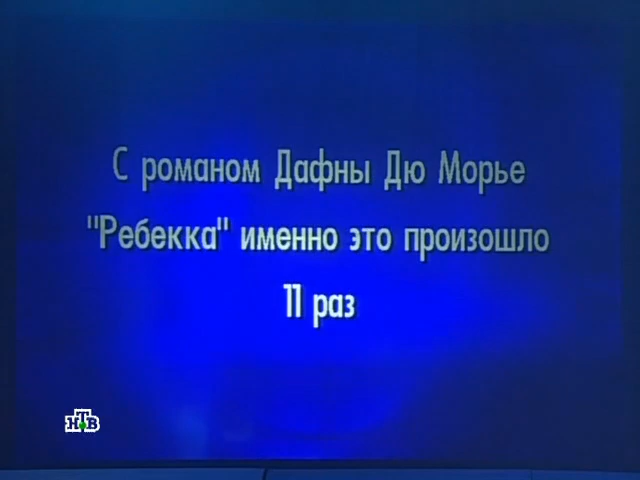 С романом Дафны Дю Морье
"Ребекка" именно это произошло
11 раз
НТВ